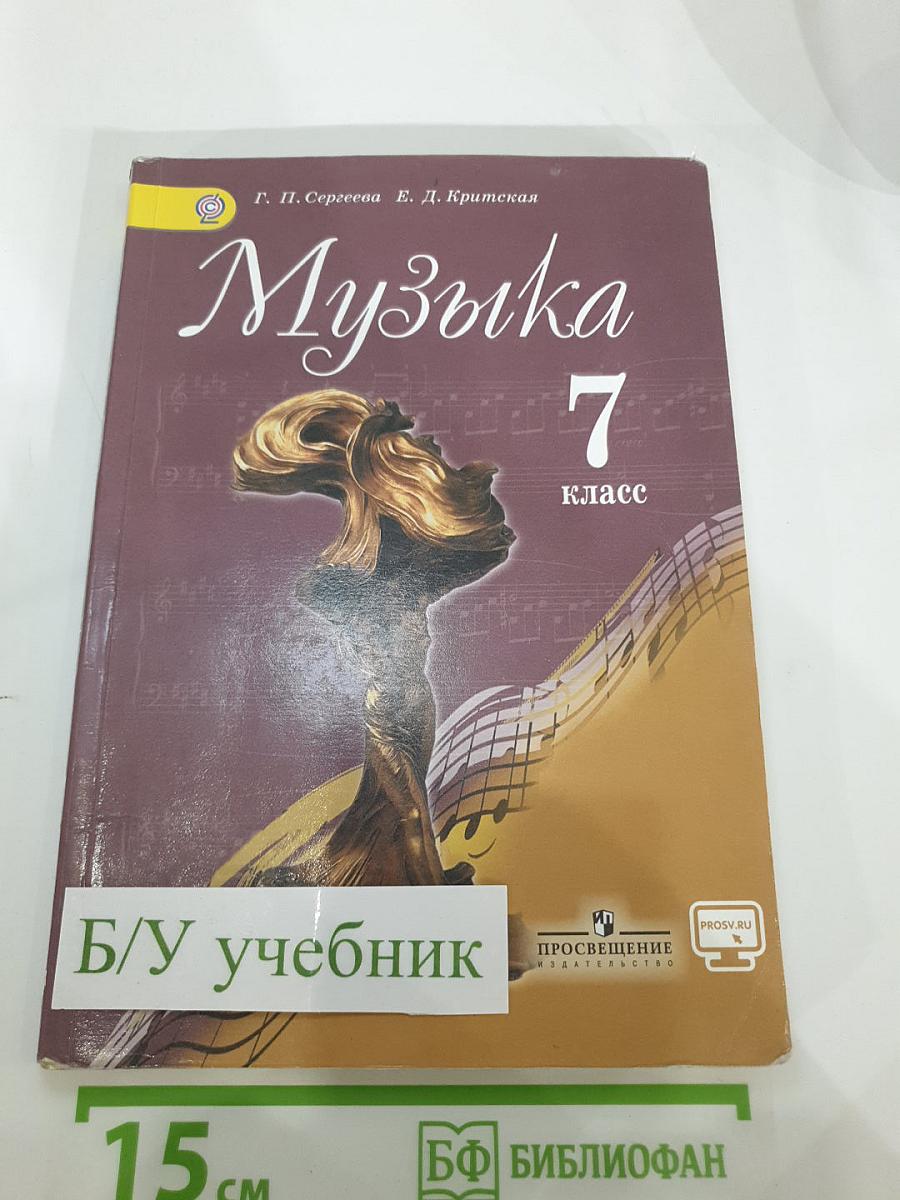 Г. П. Сергеева Е. Д. Критская
Музыка
7
класс
Б/У учебник
ПРОСВЕЩЕНИЕ
ИЗДАТЕЛЬСТВО
PROSV.RU
15 см
БФ БИБЛИОФАН